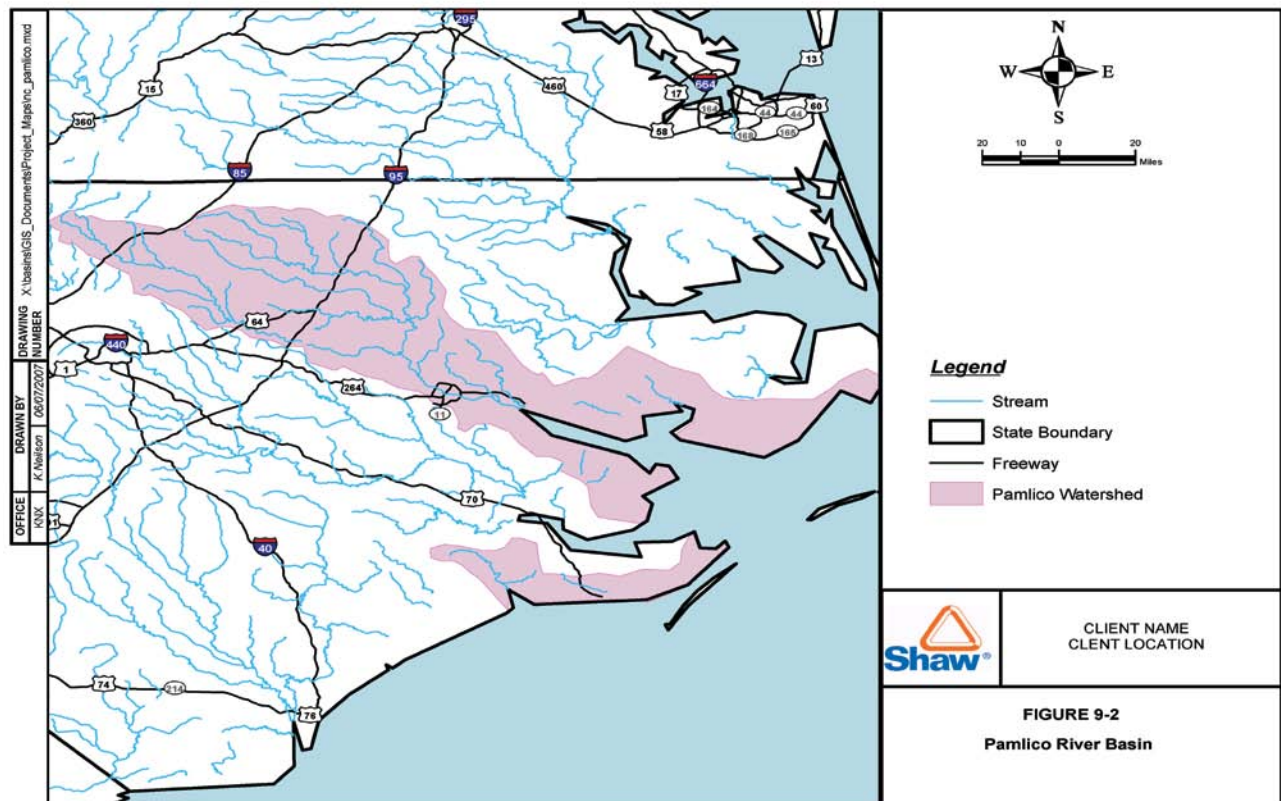 X:\basins\GIS_Documents\Project_Maps\nc_pamlico.mxd
DRAWING
NUMBER
DRAWN BY
K.Neilson
06/07/2007
OFFICE
KNX
295
15
360
460
13
17
664
164
44
44
60
58
168
165
85
95
64
440
1
264
11
70
40
74
214
76
N
W
E
S
20
10
0
20
Miles
Legend
Stream
State Boundary
Freeway
Pamlico Watershed
Shaw®
CLIENT NAME
CLENT LOCATION
FIGURE 9-2
Pamlico River Basin